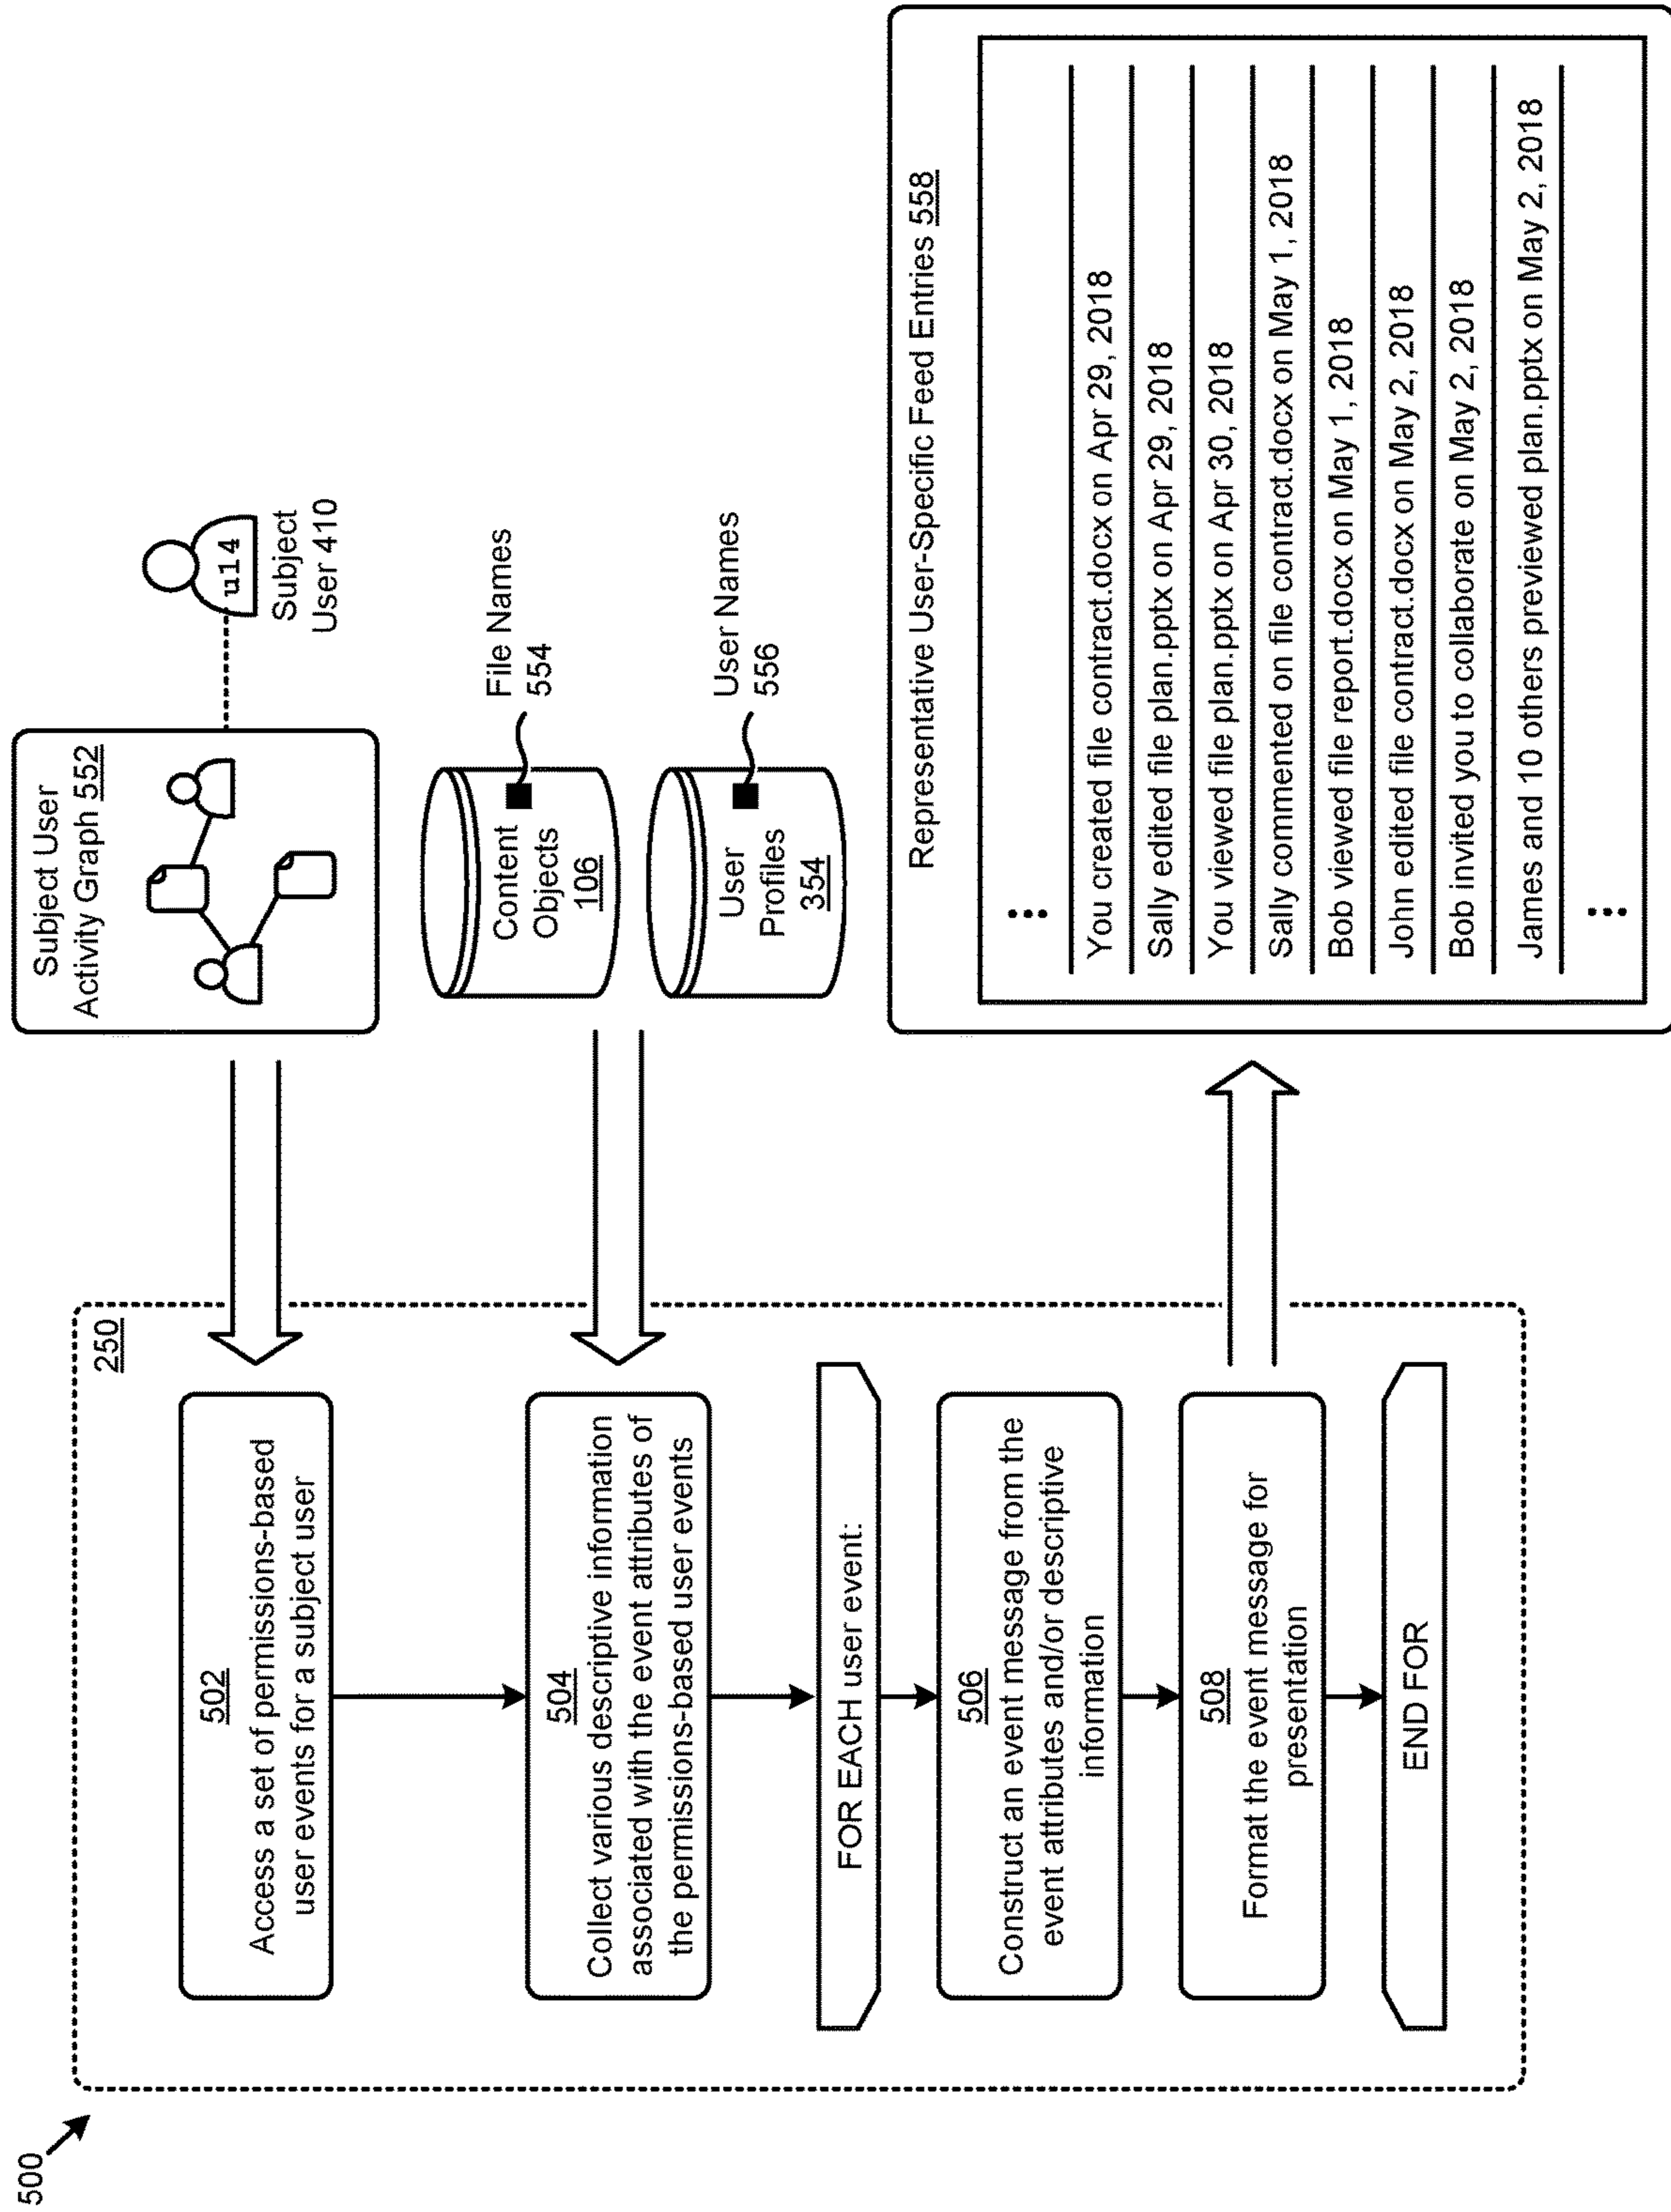 500
250
502
Access a set of permissions-based
user events for a subject user
504
Collect various descriptive information
associated with the event attributes of
the permissions-based user events
FOR EACH user event:
506
Construct an event message from the
event attributes and/or descriptive
information
508
Format the event message for
presentation
END FOR
Subject User
Activity Graph 552
u14
Subject
User 410
Content
Objects
106
File Names
554
User
Profiles
354
User Names
556
Representative User-Specific Feed Entries 558
⋮
You created file contract.docx on Apr 29, 2018
Sally edited file plan.pptx on Apr 29, 2018
You viewed file plan.pptx on Apr 30, 2018
Sally commented on file contract.docx on May 1, 2018
Bob viewed file report.docx on May 1, 2018
John edited file contract.docx on May 2, 2018
Bob invited you to collaborate on May 2, 2018
James and 10 others previewed plan.pptx on May 2, 2018
⋮